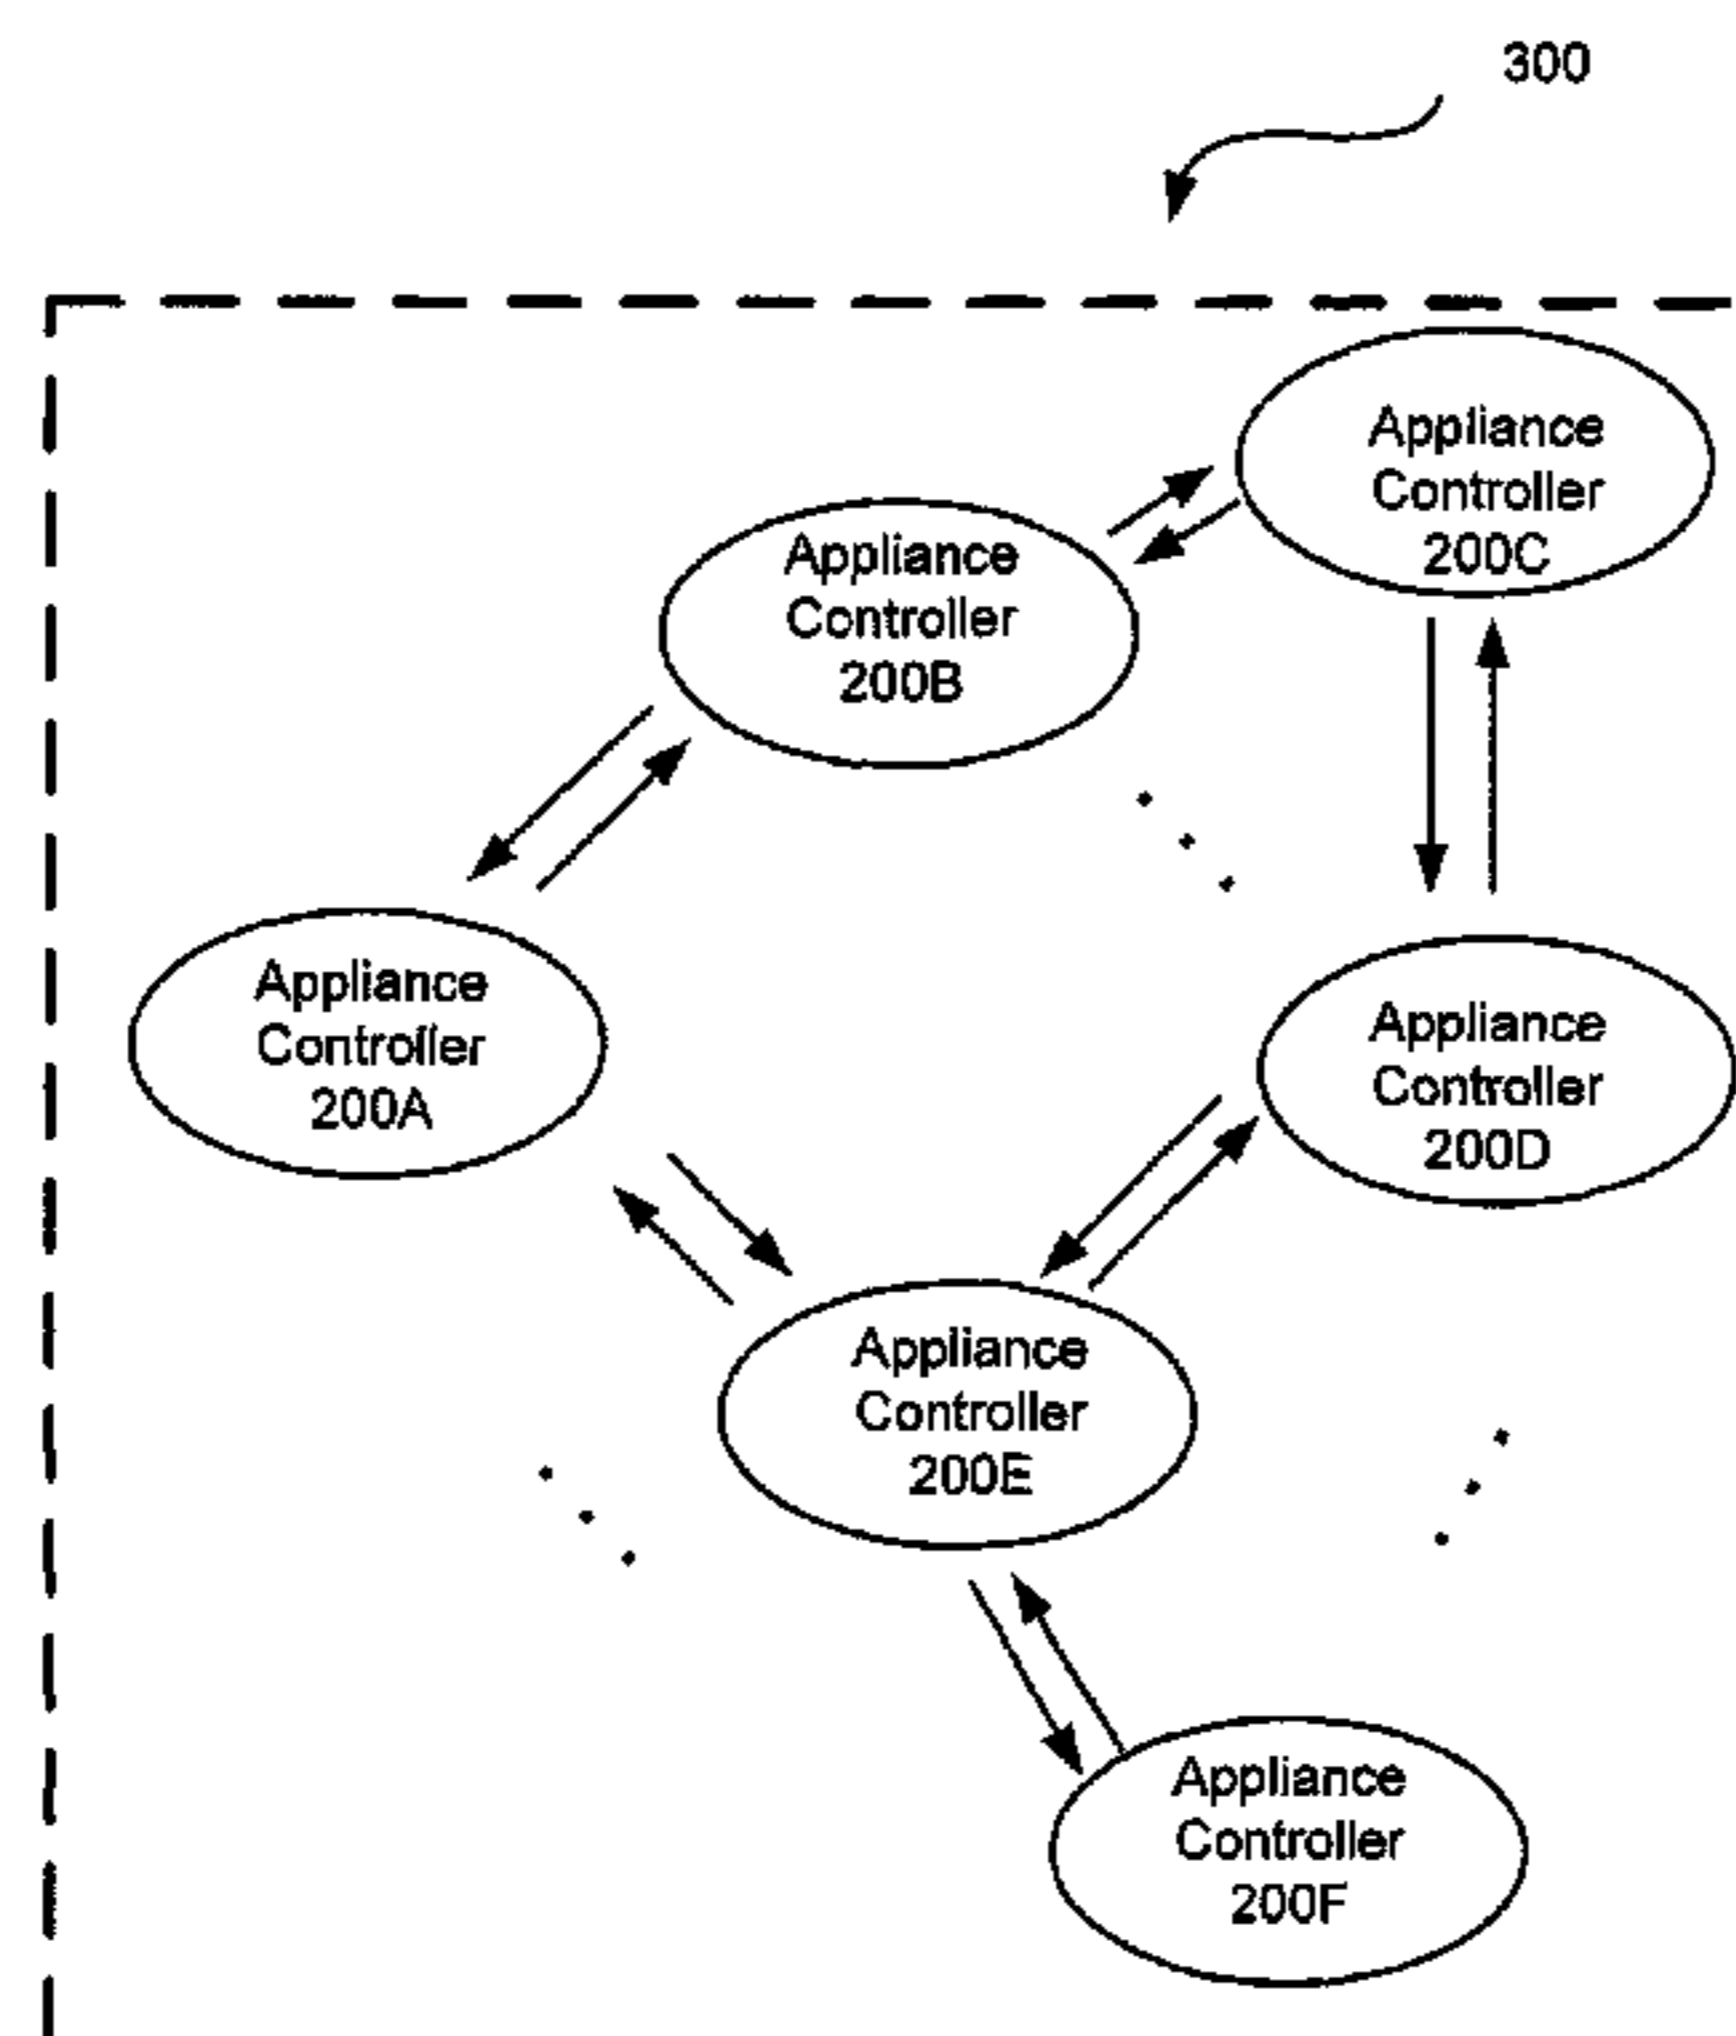 300
Appliance
Controller
200C
Appliance
Controller
200B
Appliance
Controller
200A
Appliance
Controller
200D
Appliance
Controller
200E
Appliance
Controller
200F